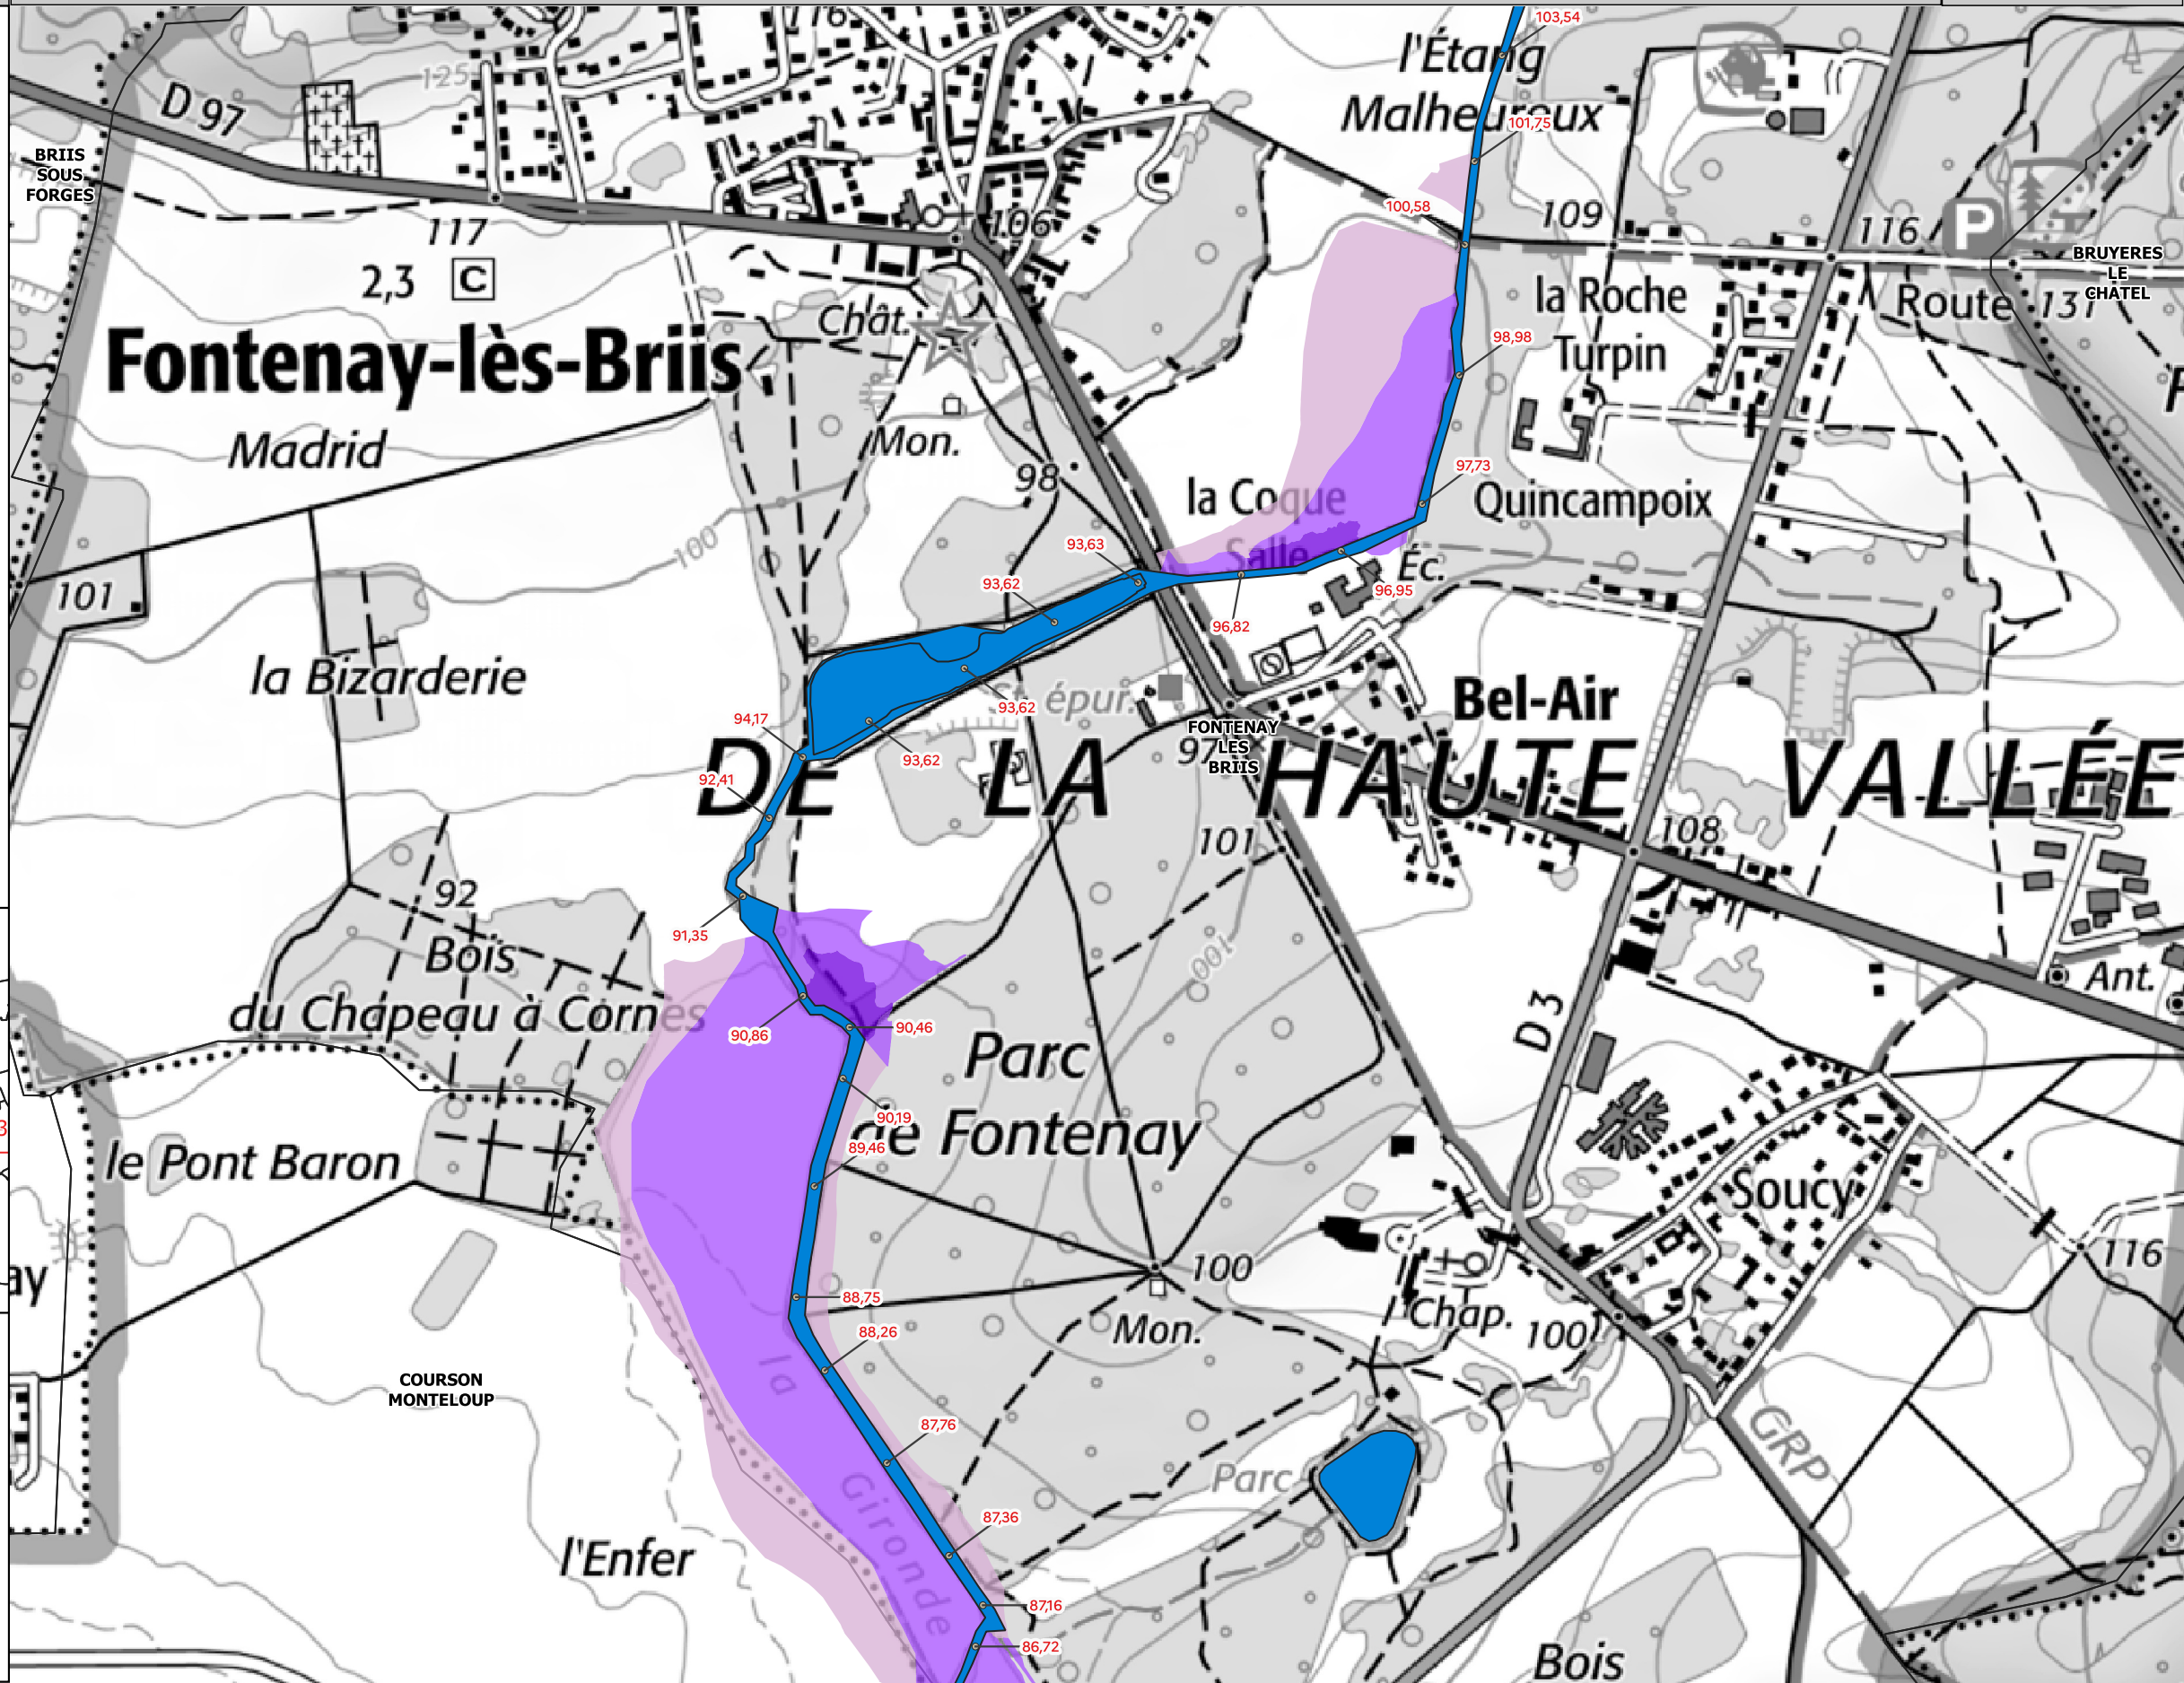 116
103,54
l'Étang
125
D 97
Malheureux
101,75
BRIIS
SOUS
FORGES
100,58
109
116
P
106
117
BRUYERES
LE
CHATEL
2,3
C
la Roche
Turpin
Route
131
Chât.
98,98
Fontenay-lès-Briis
Madrid
Mon.
98
97,73
la Coque
Salle
Quincampoix
100
93,63
Éc.
101
93,62
96,95
96,82
la Bizarderie
93,62
St. épur.
Bel-Air
94,17
FONTENAY
LES
BRIIS
97
93,62
92,41
DE LA HAUTE VALLÉE
101
108
92
91,35
Bois
du Chapeau à Cornes
100
Ant.
90,86
90,46
D 3
Parc
de Fontenay
90,19
89,46
le Pont Baron
Soucy
ay
100
116
88,75
Chap.
88,26
Mon.
100
la
COURSON
MONTELOUP
87,76
GRP
Parc
Gironde
87,36
l'Enfer
87,16
86,72
Bois